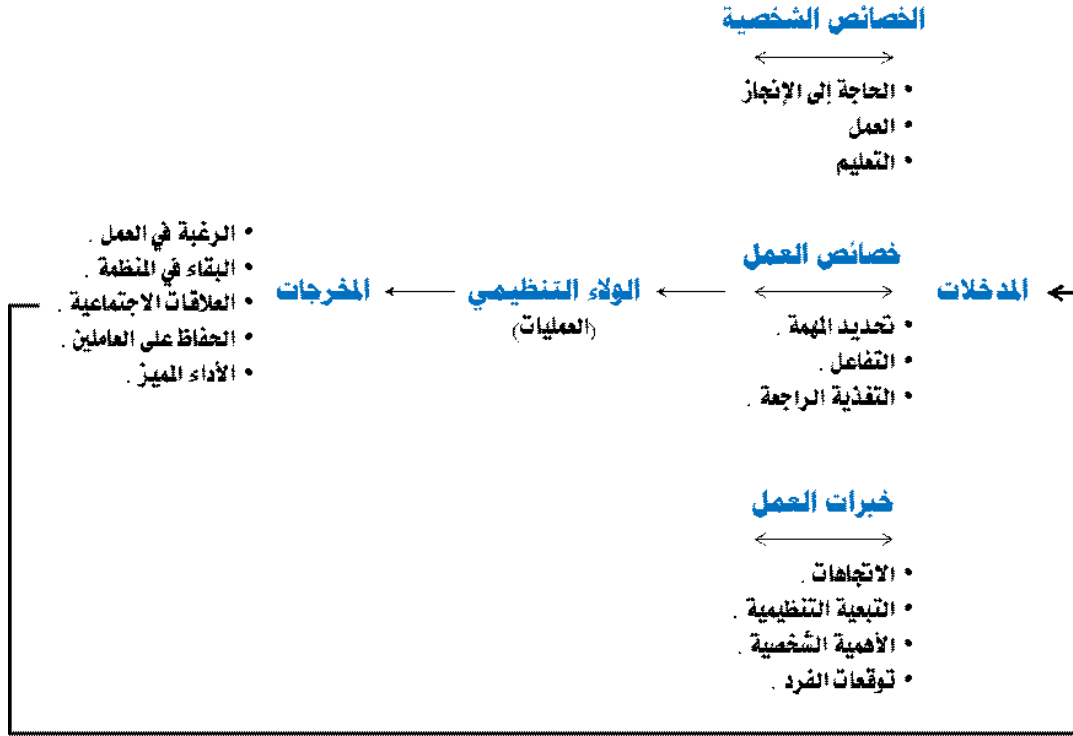 الخصائص الشخصية
• الحاجة إلى الإنجاز
• العمل
• التعليم
المدخلات
خصائص العمل
• تحديد المهمة .
• التفاعل .
• التغذية الراجعة .
خبرات العمل
• الاتجاهات .
• التبعية التنظيمية .
• الأهمية الشخصية .
• توقعات الفرد .
الولاء التنظيمي
(العمليات)
المخرجات
• الرغبة في العمل .
• البقاء في المنظمة .
• العلاقات الاجتماعية .
• الحفاظ على العاملين .
• الأداء المميز .